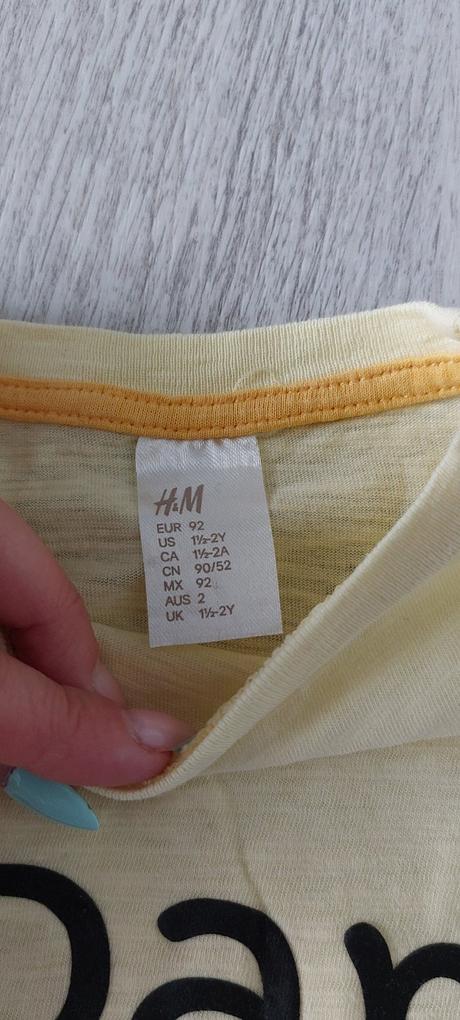 H&M
EUR 92
US 1½-2Y
CA 1½-2A
CN 90/52
MX 92
AUS 2
UK 1½-2Y
Dar